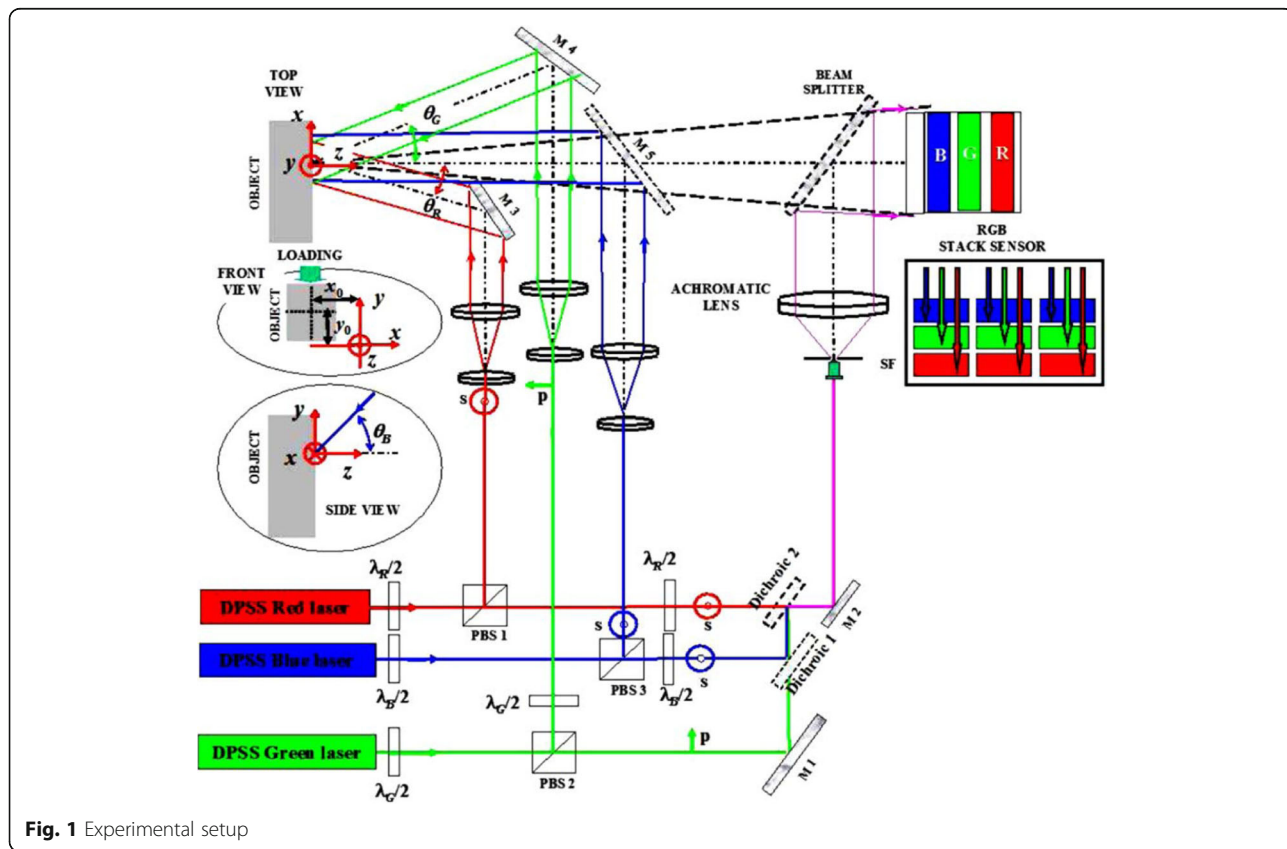 M 4
TOP
VIEW
BEAM
SPLITTER
x
θG
M 5
OBJECT
y
z
B
G
R
M 3
θR
RGB
STACK SENSOR
LOADING
FRONT
VIEW
x0
y
OBJECT
y0
x
z
ACHROMATIC
LENS
SF
s
p
y
θB
OBJECT
x
z
SIDE VIEW
λR/2
λR/2
Dichroic 2
DPSS Red laser
s
M 2
PBS 1
s
Dichroic 1
DPSS Blue laser
s
λB/2
PBS 3
λB/2
λG/2
DPSS Green laser
p
M 1
λG/2
PBS 2
Fig. 1 Experimental setup